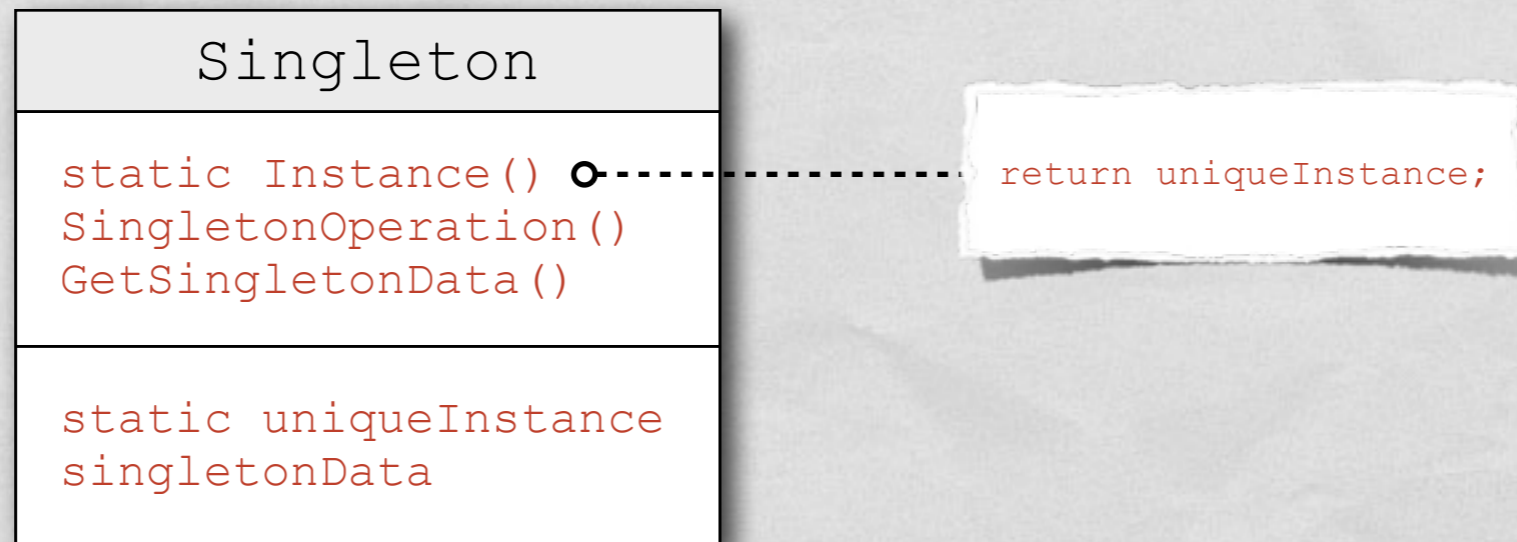 Singleton
static Instance()
return uniqueInstance;
SingletonOperation()
GetSingletonData()
static uniqueInstance
singletonData